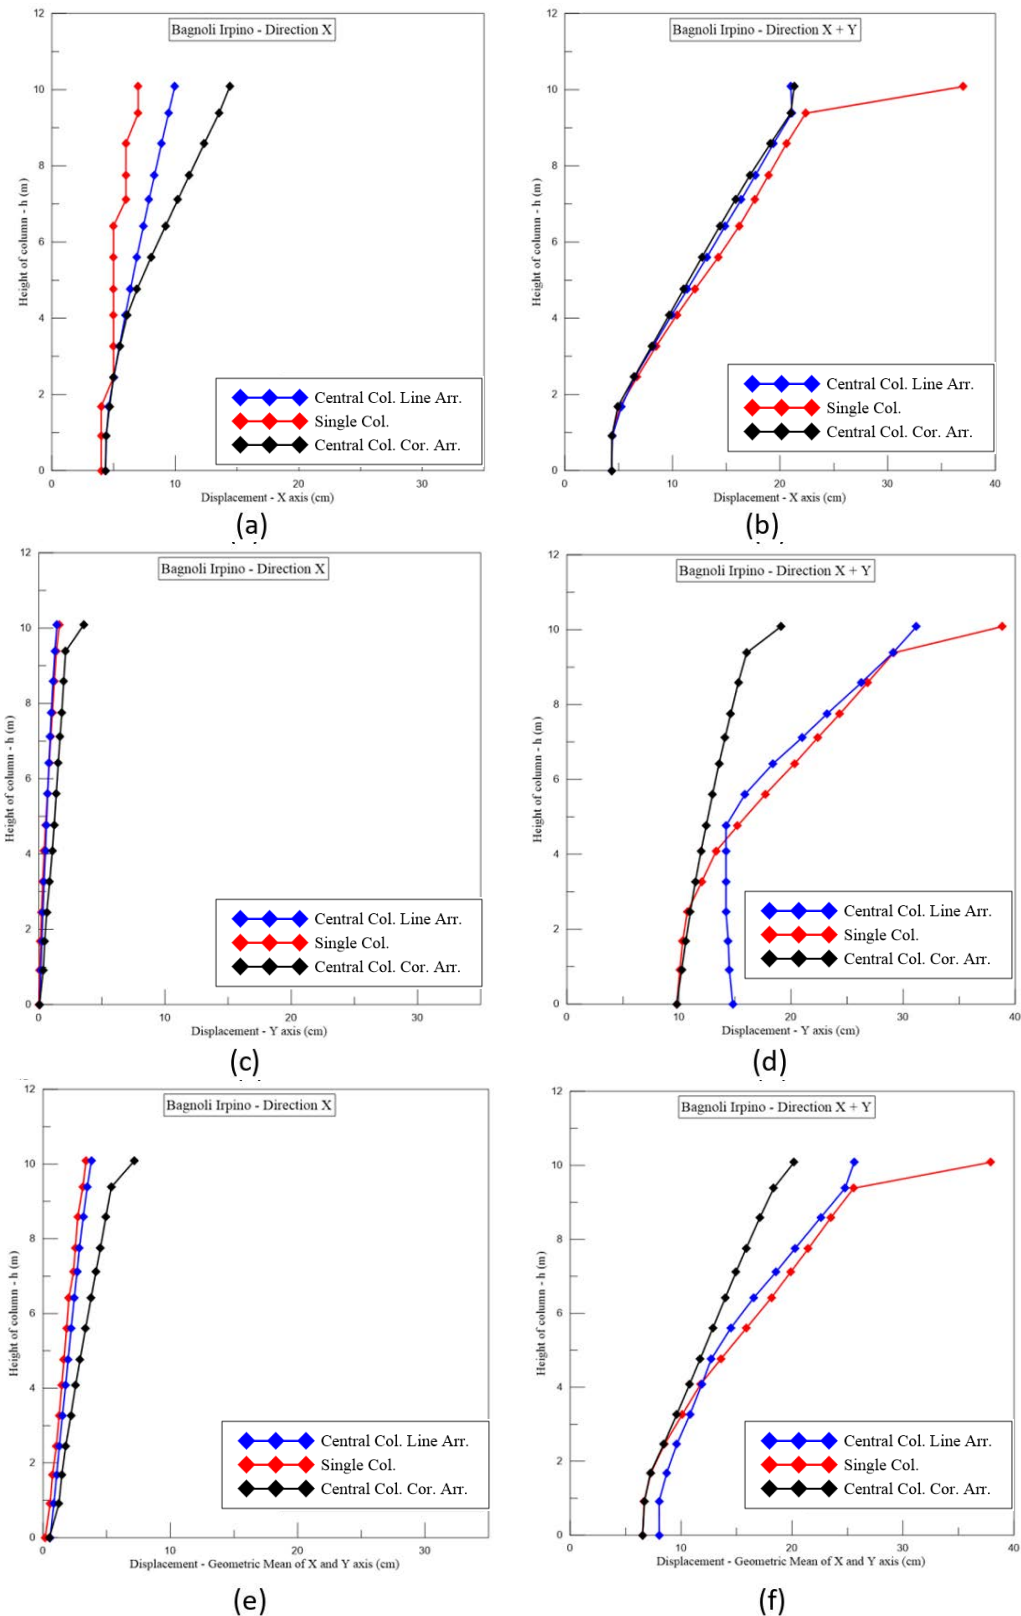 12
Bagnoli Irpino - Direction X
10
8
6
4
2
0
Height of column - h (m)
Central Col. Line Arr.
Single Col.
Central Col. Cor. Arr.
0 10 20 30
Displacement - X axis (cm)
(a)
12
Bagnoli Irpino - Direction X + Y
10
8
6
4
2
0
Height of column - h (m)
Central Col. Line Arr.
Single Col.
Central Col. Cor. Arr.
0 10 20 30 40
Displacement - X axis (cm)
(b)
12
Bagnoli Irpino - Direction X
10
8
6
4
2
0
Height of column - h (m)
Central Col. Line Arr.
Single Col.
Central Col. Cor. Arr.
0 10 20 30
Displacement - Y axis (cm)
(c)
12
Bagnoli Irpino - Direction X + Y
10
8
6
4
2
0
Height of column - h (m)
Central Col. Line Arr.
Single Col.
Central Col. Cor. Arr.
0 10 20 30 40
Displacement - Y axis (cm)
(d)
12
Bagnoli Irpino - Direction X
10
8
6
4
2
0
Height of column - h (m)
Central Col. Line Arr.
Single Col.
Central Col. Cor. Arr.
0 10 20 30
Displacement - Geometric Mean of X and Y axis (cm)
(e)
12
Bagnoli Irpino - Direction X + Y
10
8
6
4
2
0
Height of column - h (m)
Central Col. Line Arr.
Single Col.
Central Col. Cor. Arr.
0 10 20 30 40
Displacement - Geometric Mean of X and Y axis (cm)
(f)